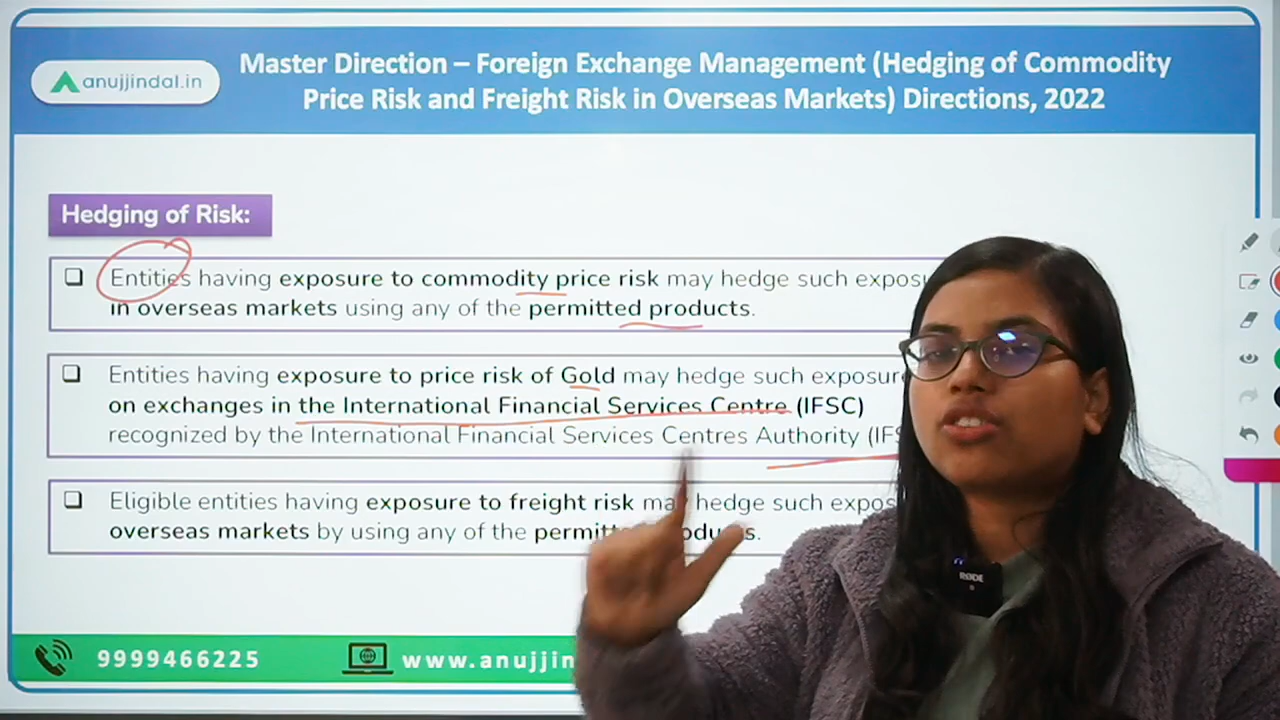 anujjindal.in
Master Direction – Foreign Exchange Management (Hedging of Commodity
Price Risk and Freight Risk in Overseas Markets) Directions, 2022
Hedging of Risk:
Entities having exposure to commodity price risk may hedge such
in overseas markets using any of the permitted products.
Entities having exposure to price risk of Gold may hedge such
on exchanges in the International Financial Services Centre (IFSC)
recognized by the International Financial Services Centres Authority
Eligible entities having exposure to freight risk may hedge such
overseas markets by using any of the permitted products.
9999466225
RØDE